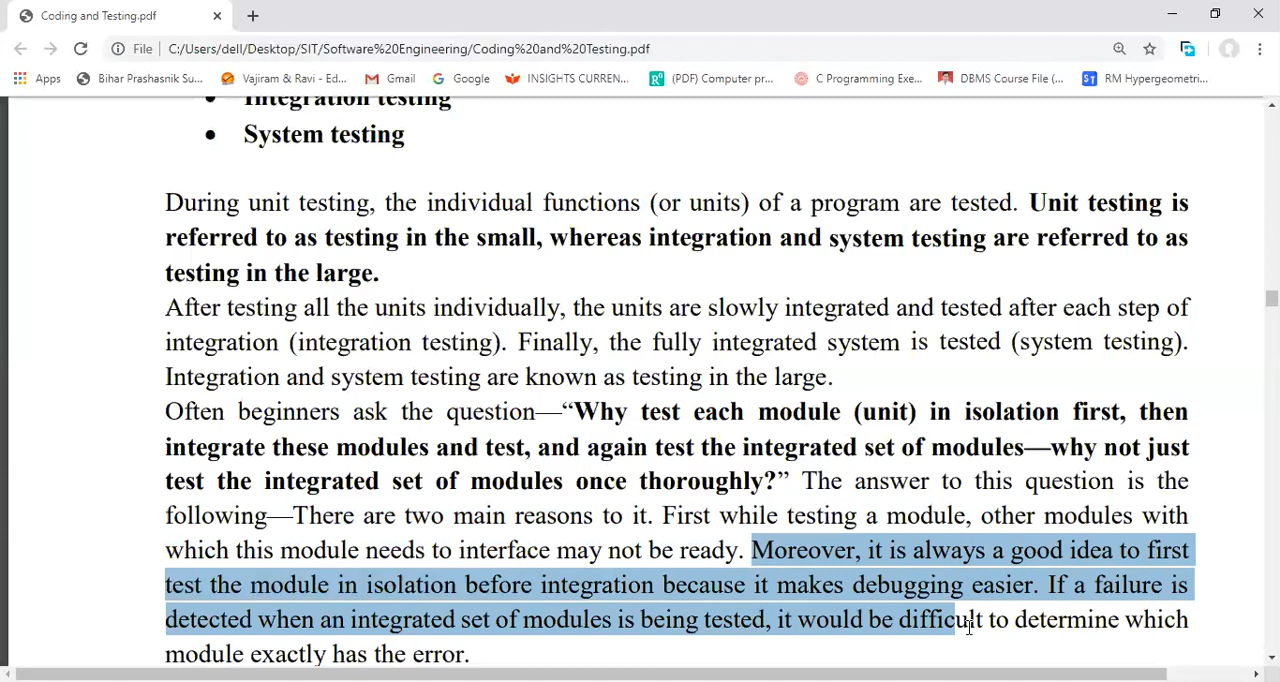 Coding and Testing.pdf
File C:/Users/dell/Desktop/SIT/Software%20Engineering/Coding%20and%20Testing.pdf
Apps Bihar Prashasnik Su... Vajiram & Ravi - Ed... Gmail Google INSIGHTS CURREN... (PDF) Computer pr... C Programming Exe... DBMS Course File (... RM Hypergeometri...
• Integration testing
• System testing
During unit testing, the individual functions (or units) of a program are tested. Unit testing is
referred to as testing in the small, whereas integration and system testing are referred to as
testing in the large.
After testing all the units individually, the units are slowly integrated and tested after each step of
integration (integration testing). Finally, the fully integrated system is tested (system testing).
Integration and system testing are known as testing in the large.
Often beginners ask the question—“Why test each module (unit) in isolation first, then
integrate these modules and test, and again test the integrated set of modules—why not just
test the integrated set of modules once thoroughly?” The answer to this question is the
following—There are two main reasons to it. First while testing a module, other modules with
which this module needs to interface may not be ready. Moreover, it is always a good idea to first
test the module in isolation before integration because it makes debugging easier. If a failure is
detected when an integrated set of modules is being tested, it would be difficult to determine which
module exactly has the error.